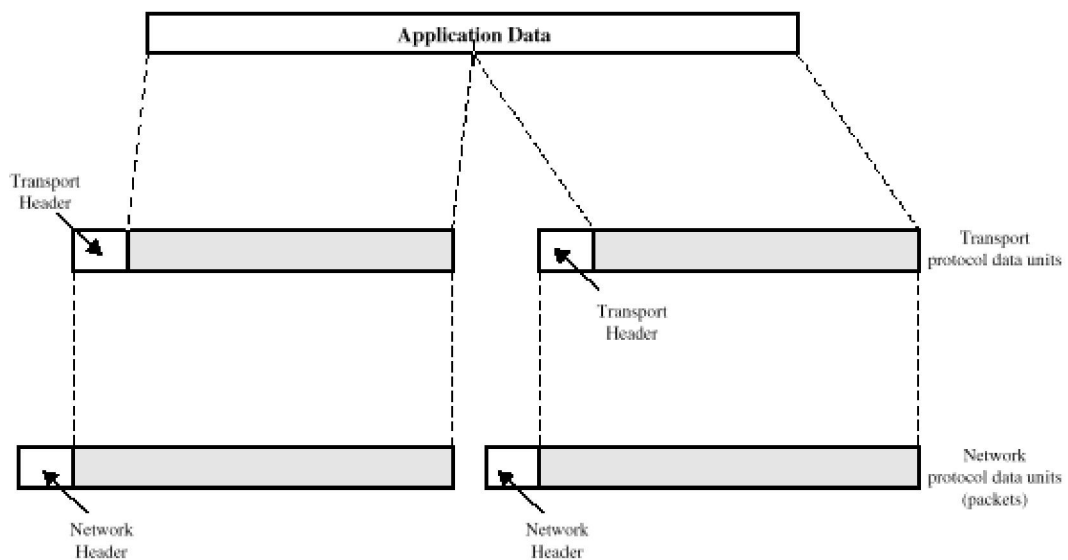 Application Data
Transport
Header
Transport
protocol data units
Transport
Header
Network
protocol data units
(packets)
Network
Header
Network
Header